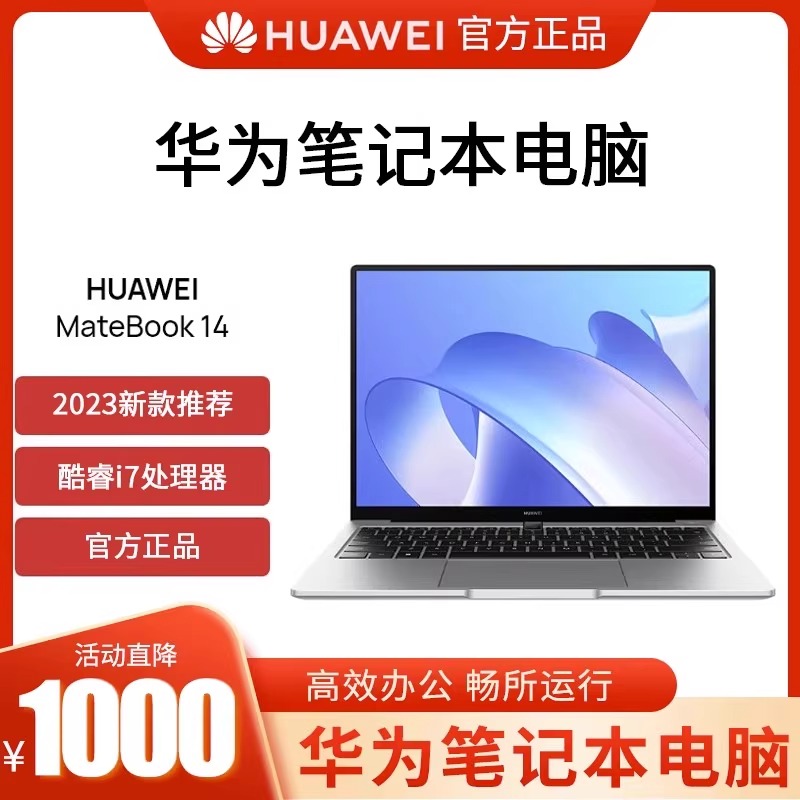 HUAWEI 官方正品
华为笔记本电脑
HUAWEI
MateBook 14
2023新款推荐
酷睿i7处理器
官方正品
HUAWEI
活动直降
¥1000
高效办公 畅所运行
华为笔记本电脑